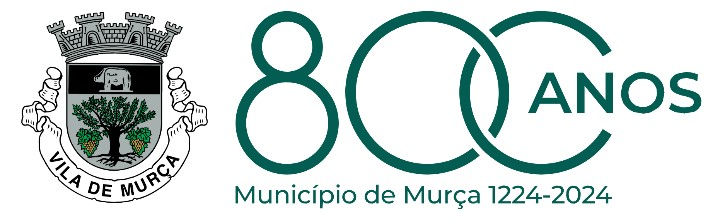 VILA DE MURÇA
800 ANOS
Município de Murça 1224-2024